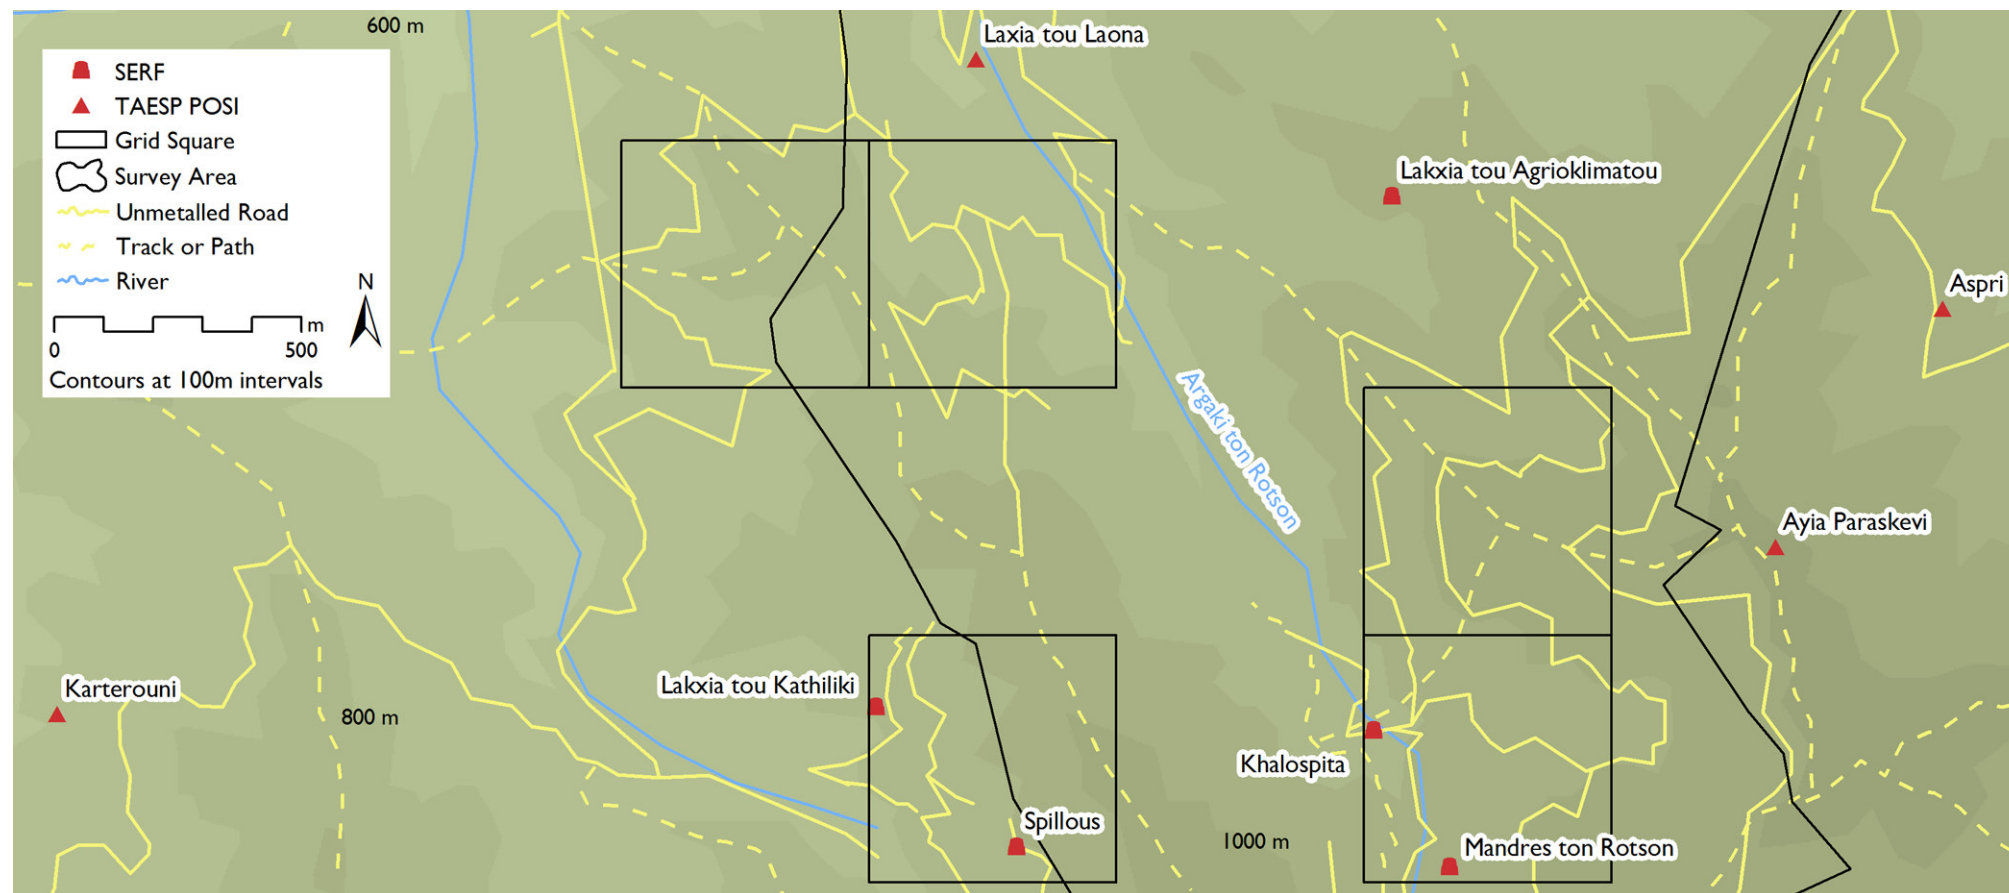 600 m
Laxia tou Laona
SERF
TAESP POSI
Grid Square
Survey Area
Unmetalled Road
Track or Path
River
N
m
0 500
Contours at 100m intervals
Lakxia tou Agrioklimatou
Aspri
Argaki ton Rotson
Ayia Paraskevi
Karterouni
Lakxia tou Kathiliki
800 m
Khalospita
Spillous
1000 m
Mandres ton Rotson